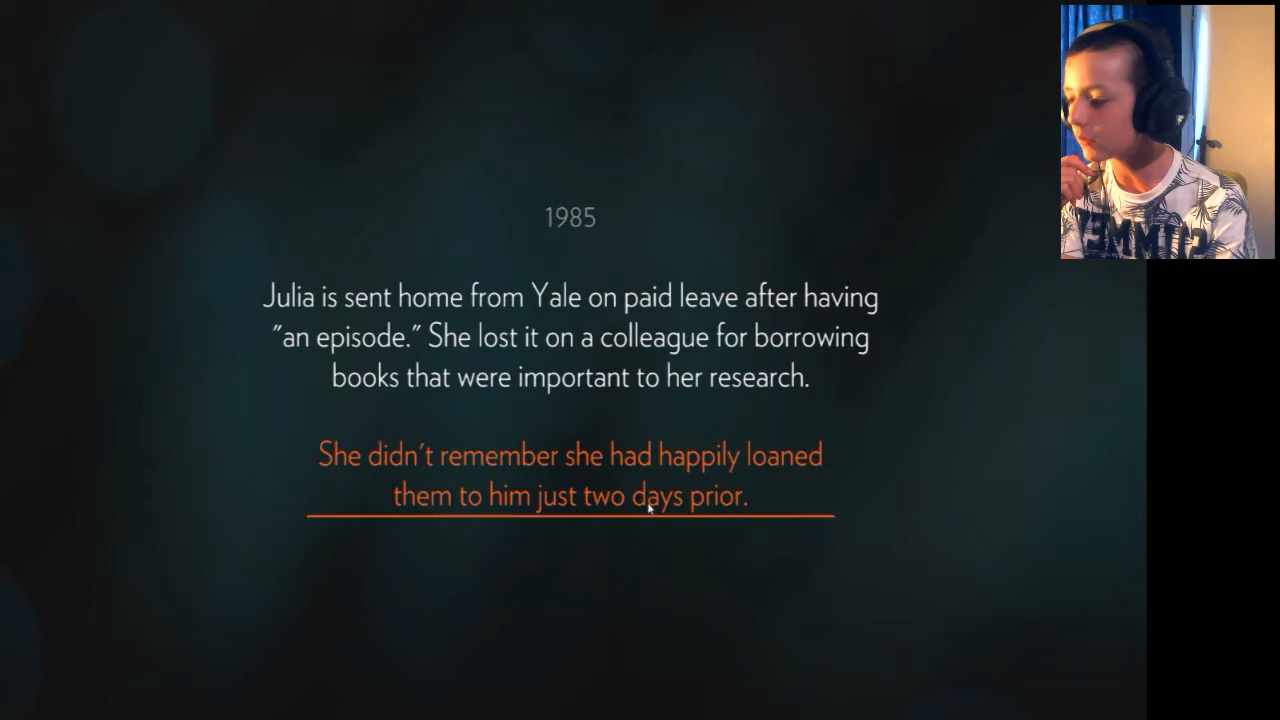 1985
Julia is sent home from Yale on paid leave after having
"an episode." She lost it on a colleague for borrowing
books that were important to her research.
She didn't remember she had happily loaned
them to him just two days prior.